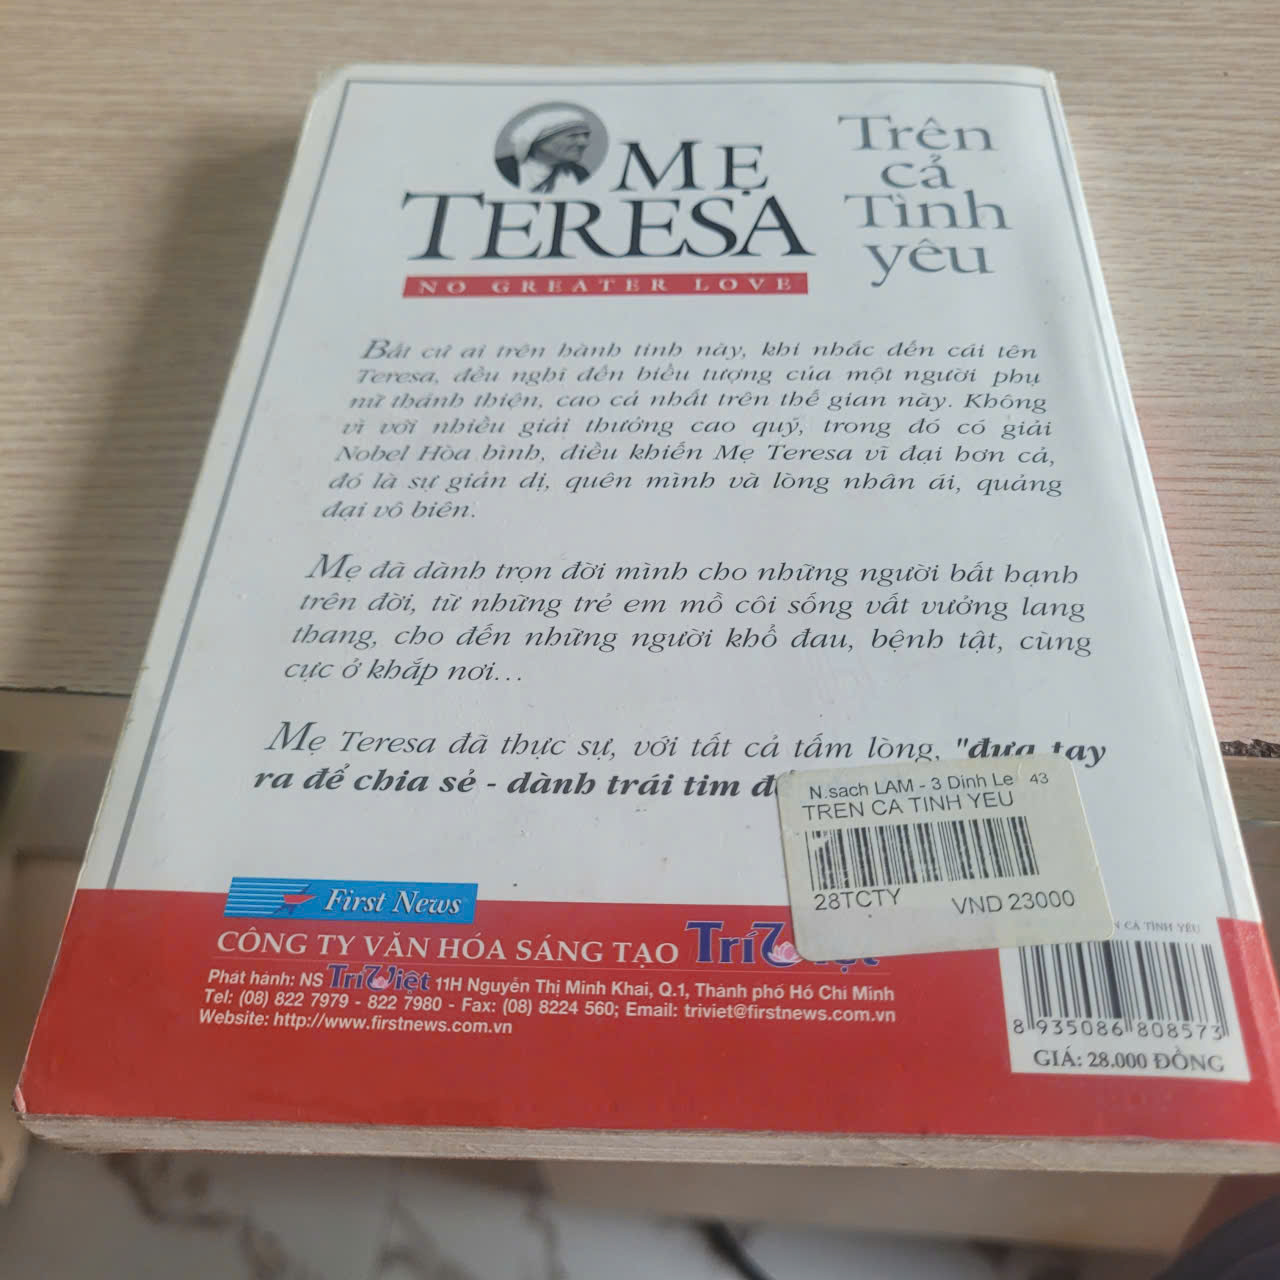 MẸ
TERESA
NO GREATER LOVE
Trên
cả
Tình
yêu
Bất cứ ai trên hành tinh này, khi nhắc đến cái tên
Teresa, đều nghĩ đến biểu tượng của một người phụ
nữ thánh thiện, cao cả nhất trên thế gian này. Không
vì với nhiều giải thưởng cao quý, trong đó có giải
Nobel Hòa bình, điều khiến Mẹ Teresa vĩ đại hơn cả,
đó là sự giản dị, quên mình và lòng nhân ái, quảng
đại vô biên.
Mẹ đã dành trọn đời mình cho những người bất hạnh
trên đời, từ những trẻ em mồ côi sống vất vưởng lang
thang, cho đến những người khổ đau, bệnh tật, cùng
cực ở khắp nơi...
Mẹ Teresa đã thực sự, với tất cả tấm lòng, "đưa tay
ra để chia sẻ - dành trái tim
N.sach LAM - 3 Dinh Le 43
TREN CA TINH YEU
28TCTY VND 23000
First News
CÔNG TY VĂN HÓA SÁNG TẠO Trí Việt
Phát hành: NS Trí Việt 11H Nguyễn Thị Minh Khai, Q.1, Thành phố Hồ Chí Minh
Tel: (08) 822 7979 - 822 7980 - Fax: (08) 8224 560; Email: triviet@firstnews.com.vn
Website: http://www.firstnews.com.vn
CẢ TÌNH YÊU
8 935086 808573
GIÁ: 28.000 ĐỒNG